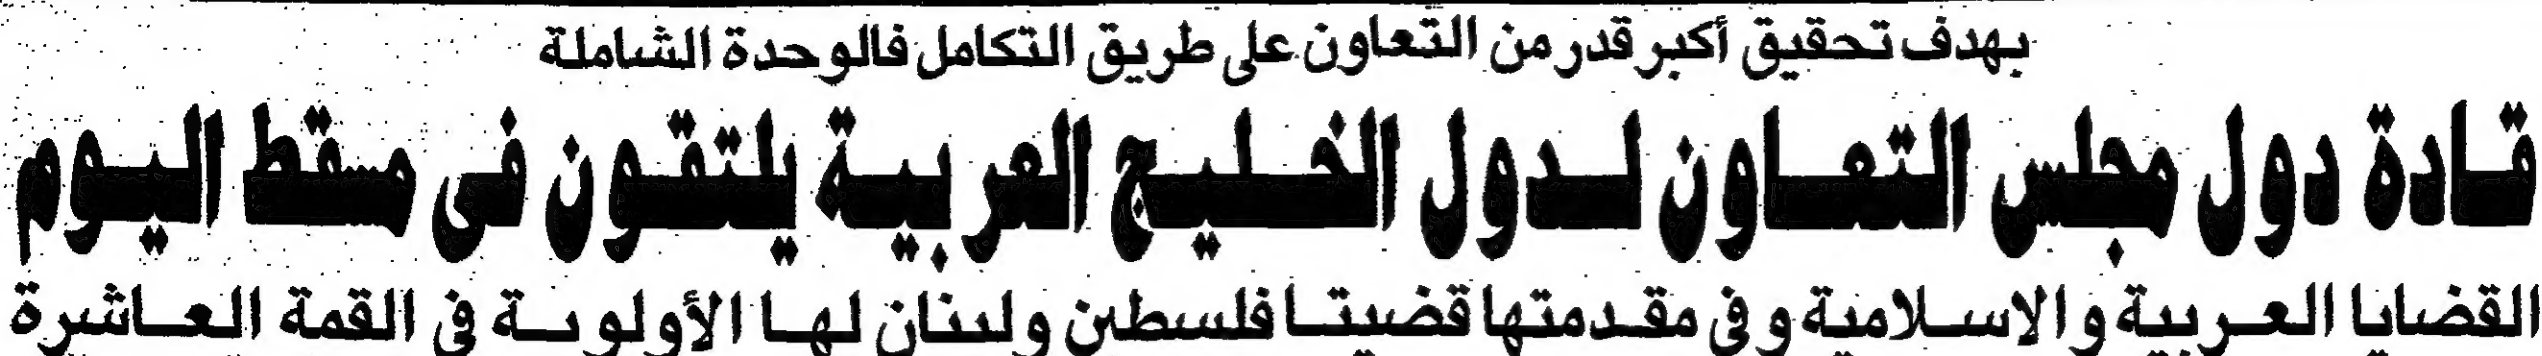 بهدف تحقيق أكبر قدر من التعاون على طريق التكامل فالوحدة الشاملة
قادة دول مجلس التعاون لدول الخليج العربية يلتقون فى مسقط اليوم
القضايا العربية والاسلامية وفى مقدمتها قضيتا فلسطين ولبنان لها الأولوية فى القمة العاشرة